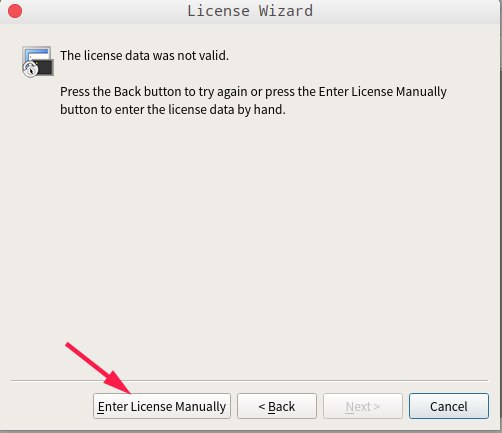 License Wizard
The license data was not valid.
Press the Back button to try again or press the Enter License Manually
button to enter the license data by hand.
Enter License Manually
< Back
Next >
Cancel